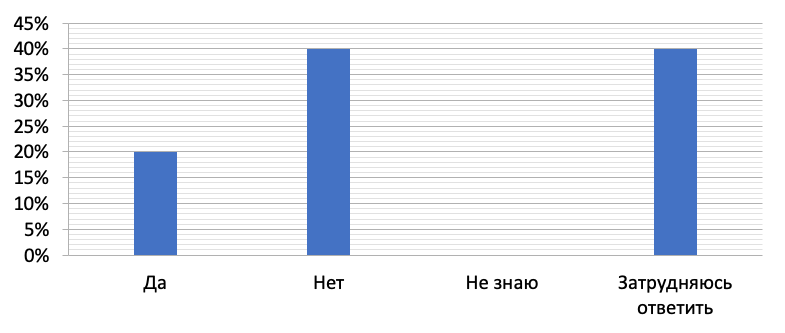 45%
40%
35%
30%
25%
20%
15%
10%
5%
0%
Да
Нет
Не знаю
Затрудняюсь
ответить